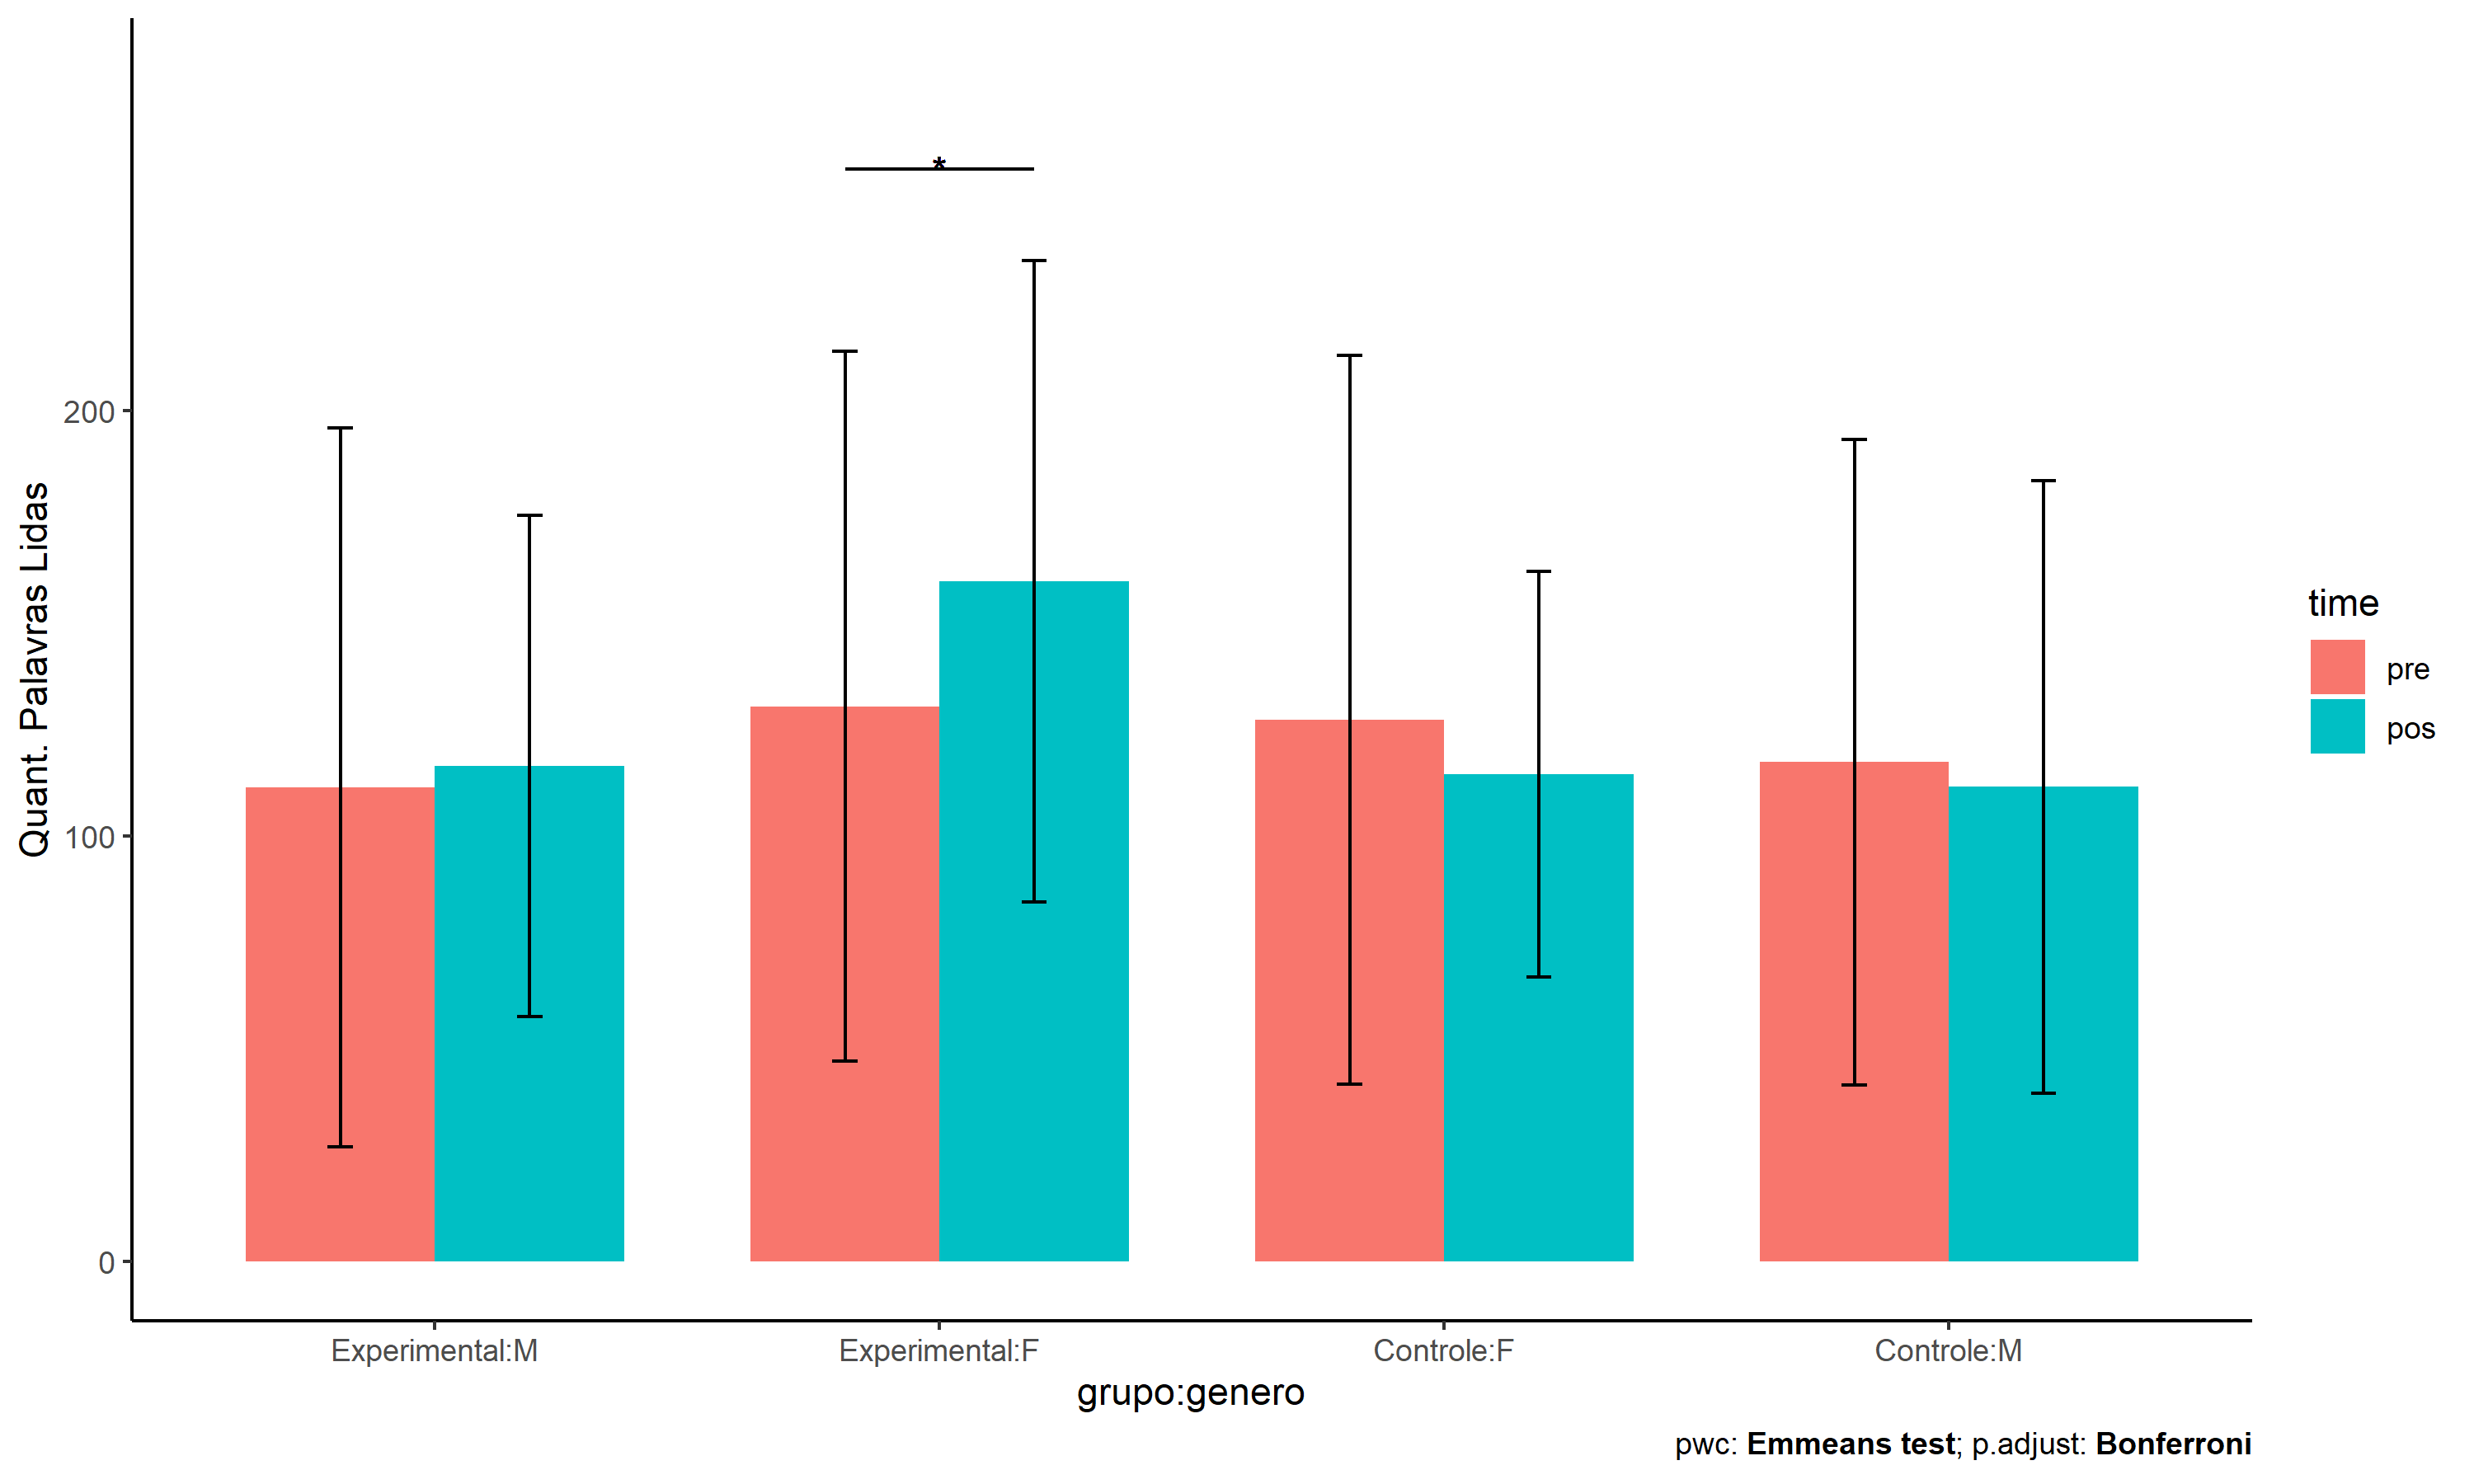 *
Quant. Palavras Lidas
200
100
0
Experimental:M
Experimental:F
Controle:F
Controle:M
grupo:genero
time
pre
pos
pwc: Emmeans test; p.adjust: Bonferroni